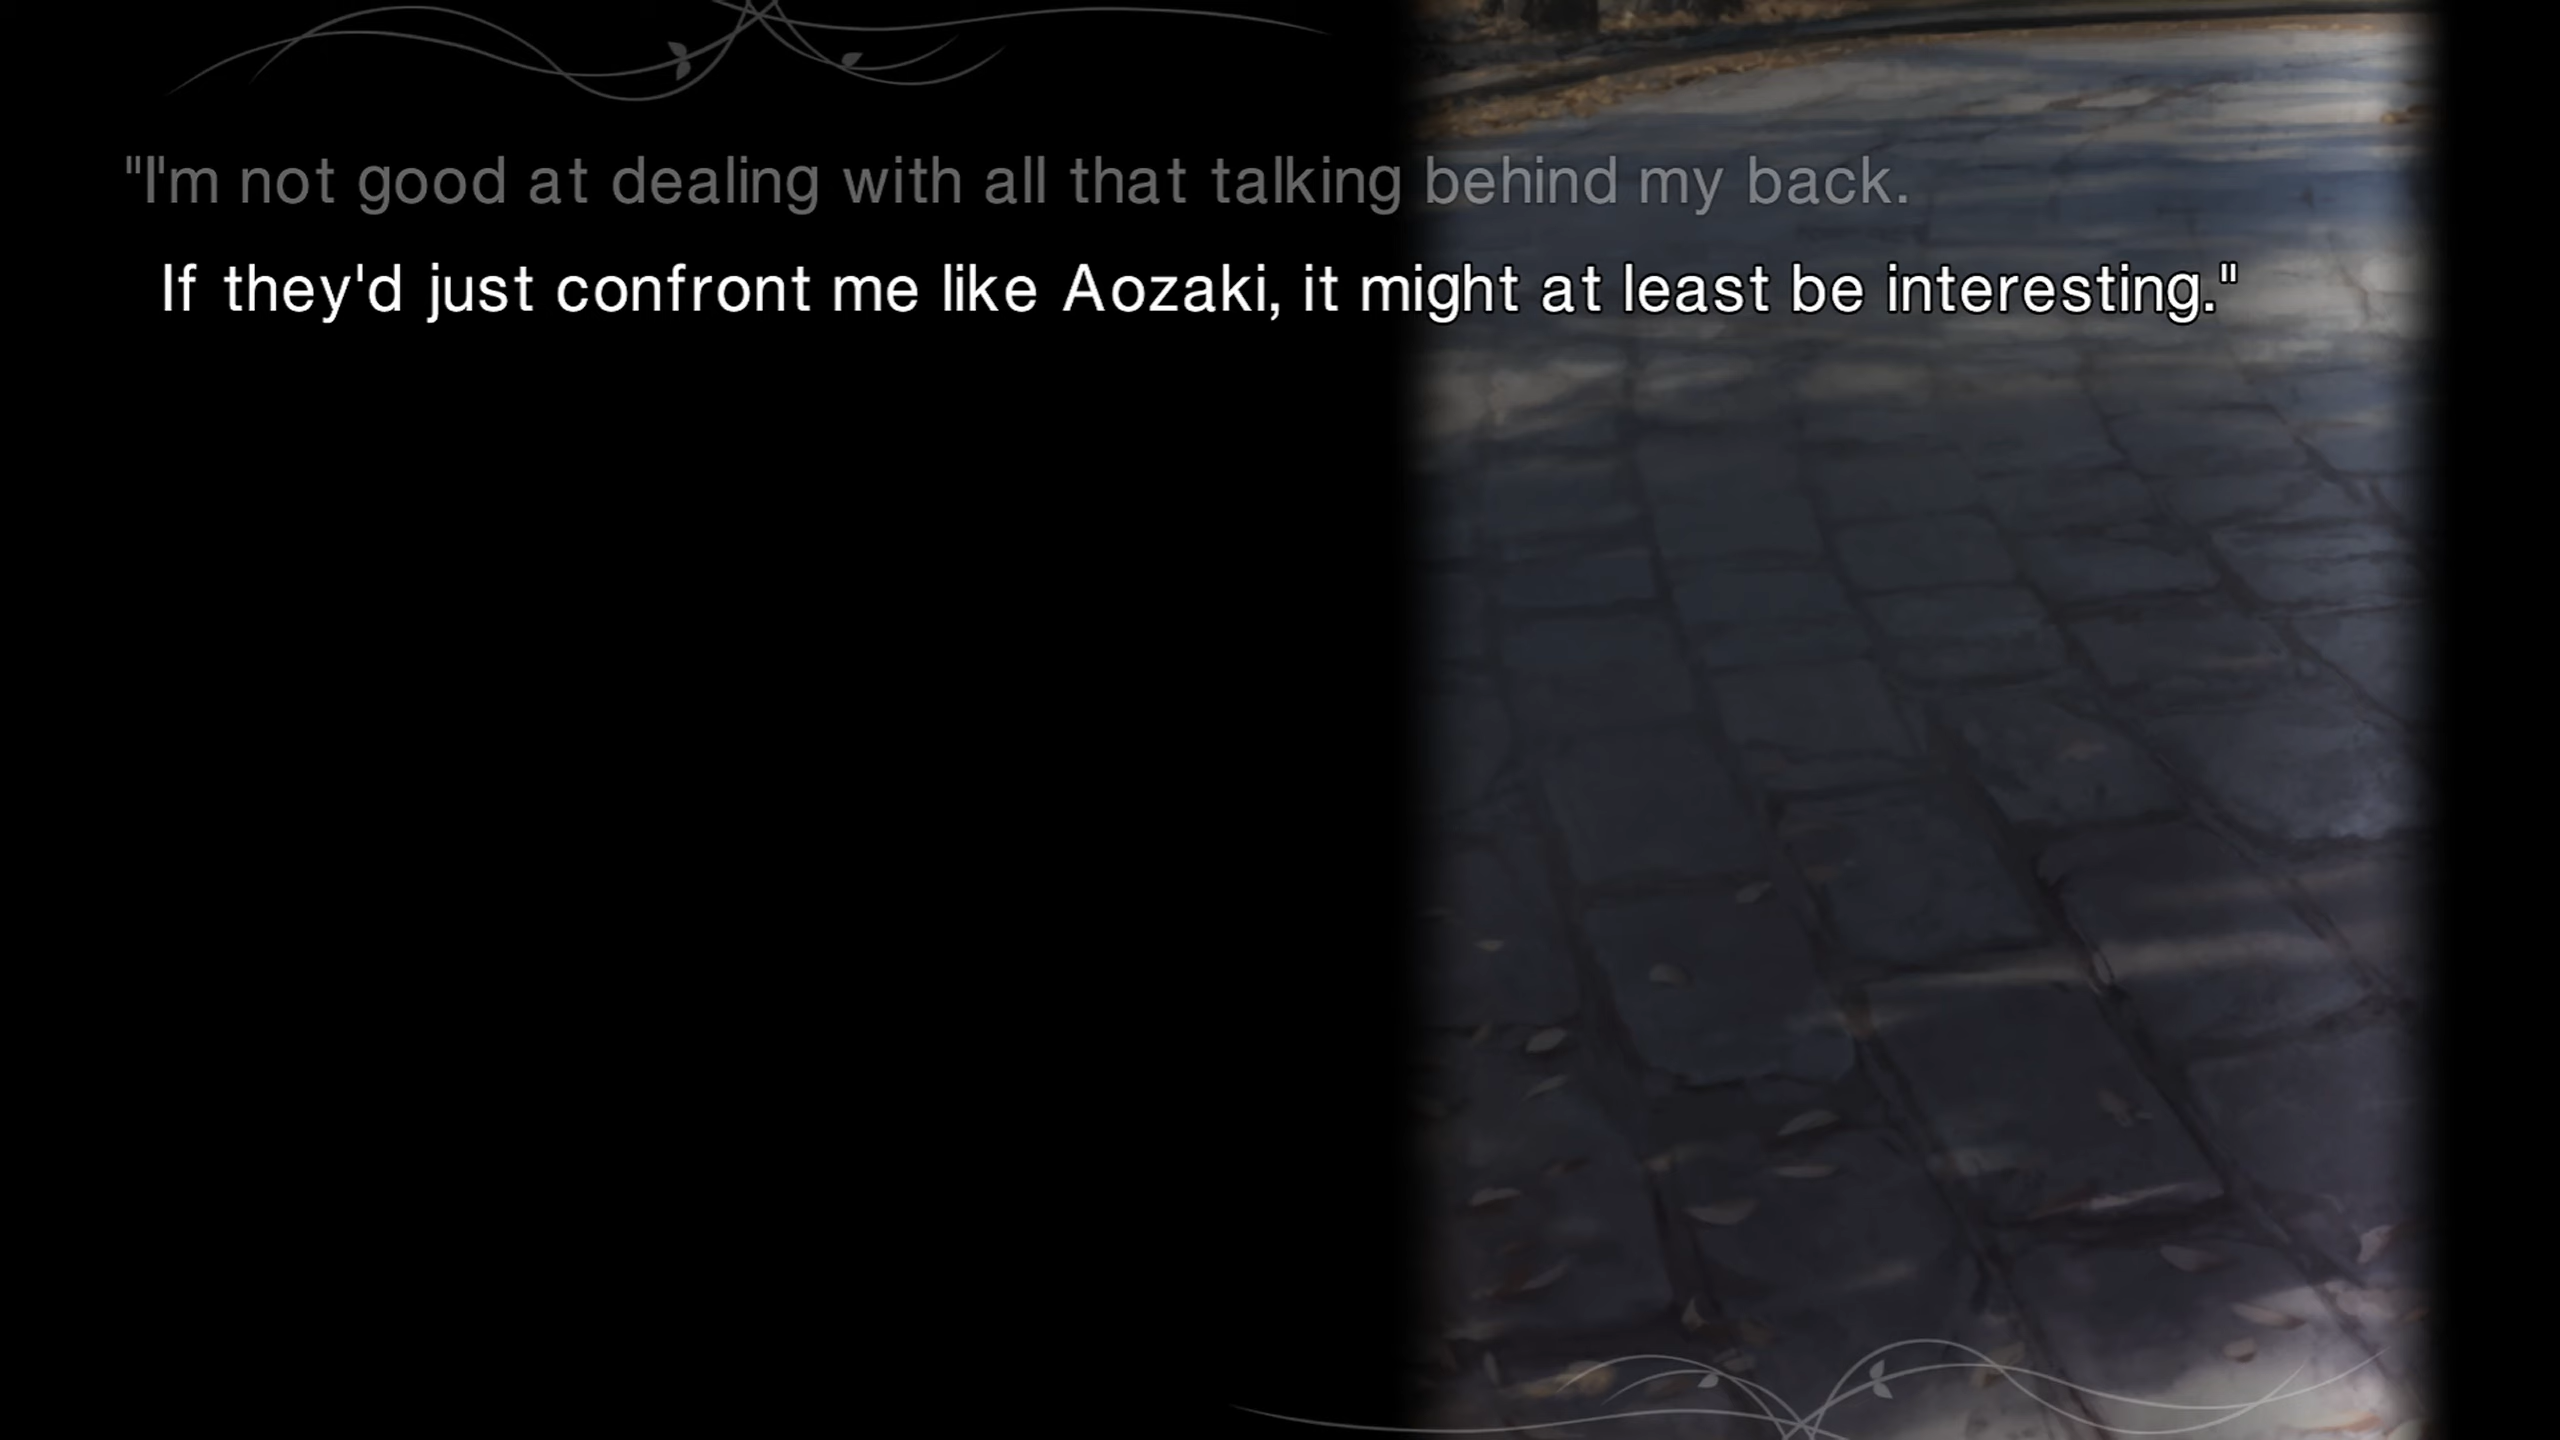 "I'm not good at dealing with all that talking behind my back.
If they'd just confront me like Aozaki, it might at least be interesting."